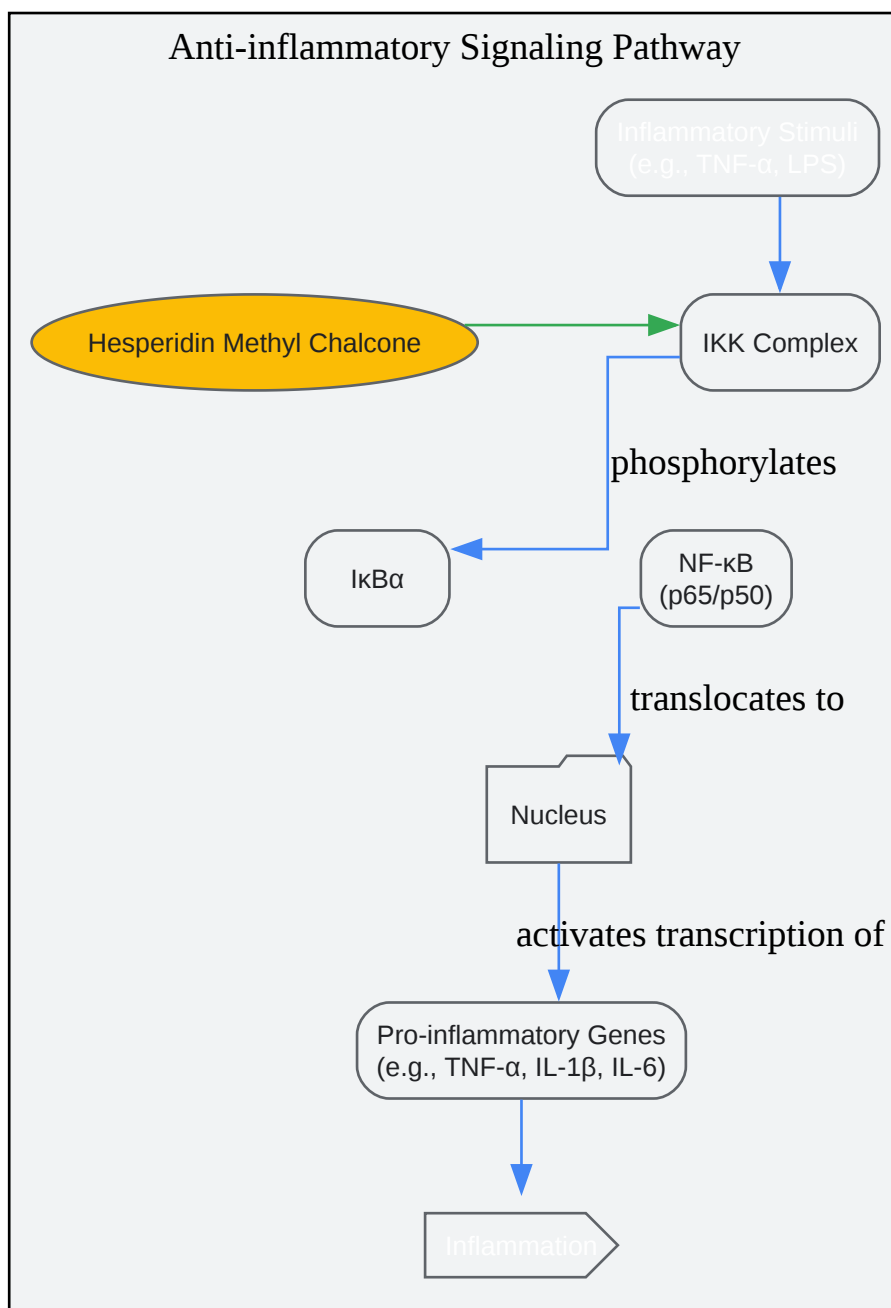 Anti-inflammatory Signaling Pathway
Inflammatory Stimuli
(e.g., TNF-α, LPS)
Hesperidin Methyl Chalcone
IKK Complex
phosphorylates
IκBα
NF-κB
(p65/p50)
translocates to
Nucleus
activates transcription of
Pro-inflammatory Genes
(e.g., TNF-α, IL-1β, IL-6)
Inflammation